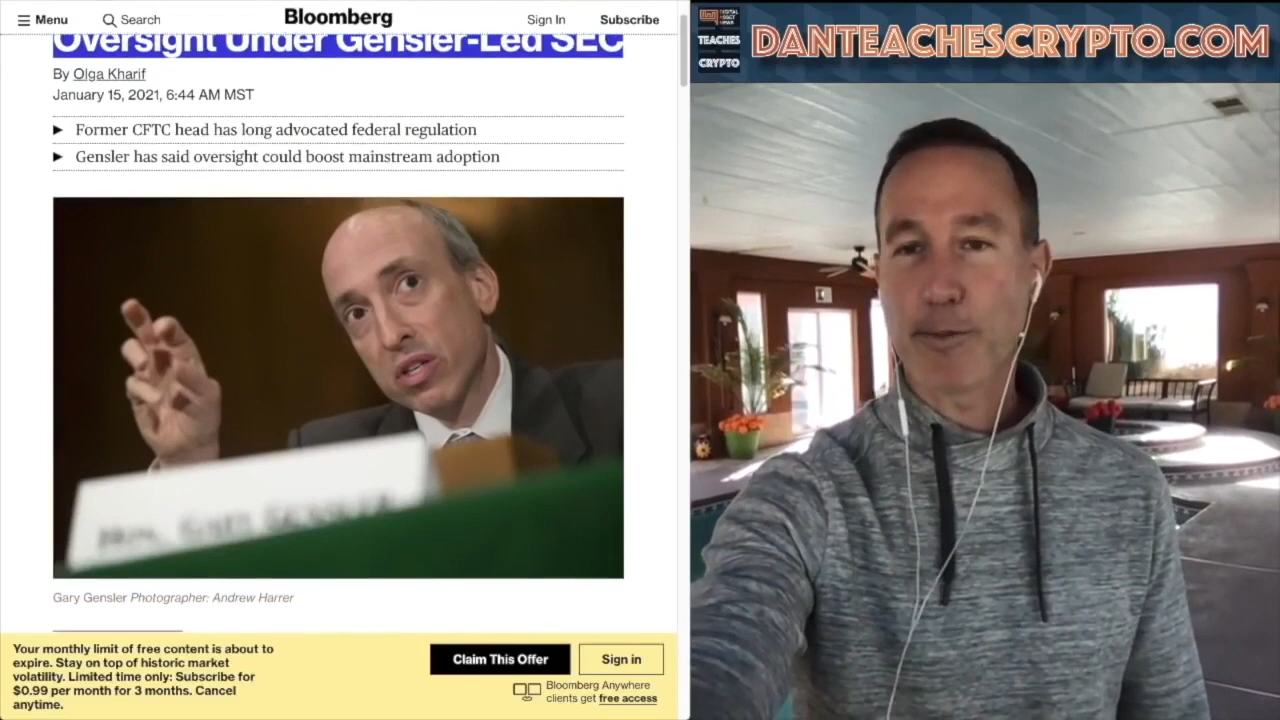 Menu
Search
Bloomberg
Sign In
Subscribe
Oversight Under Gensler-Led SEC
By Olga Kharif
January 15, 2021, 6:44 AM MST
Former CFTC head has long advocated federal regulation
Gensler has said oversight could boost mainstream adoption
Gary Gensler Photographer: Andrew Harrer
Your monthly limit of free content is about to
expire. Stay on top of historic market
volatility. Limited time only: Subscribe for
$0.99 per month for 3 months. Cancel
anytime.
Claim This Offer
Sign in
Bloomberg Anywhere
clients get free access
TEACHES
CRYPTO
DANTEACHESCRYPTO.COM